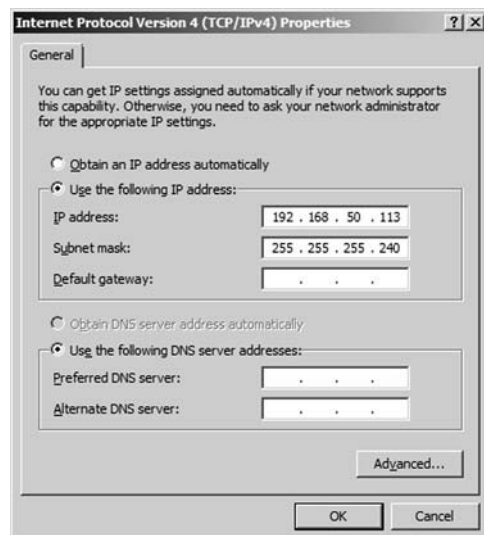 Internet Protocol Version 4 (TCP/IPv4) Properties ? X
General
You can get IP settings assigned automatically if your network supports
this capability. Otherwise, you need to ask your network administrator
for the appropriate IP settings.
Obtain an IP address automatically
Use the following IP address:
IP address: 192 . 168 . 50 . 113
Subnet mask: 255 . 255 . 255 . 240
Default gateway: . . .
Obtain DNS server address automatically
Use the following DNS server addresses:
Preferred DNS server: . . .
Alternate DNS server: . . .
Advanced...
OK Cancel